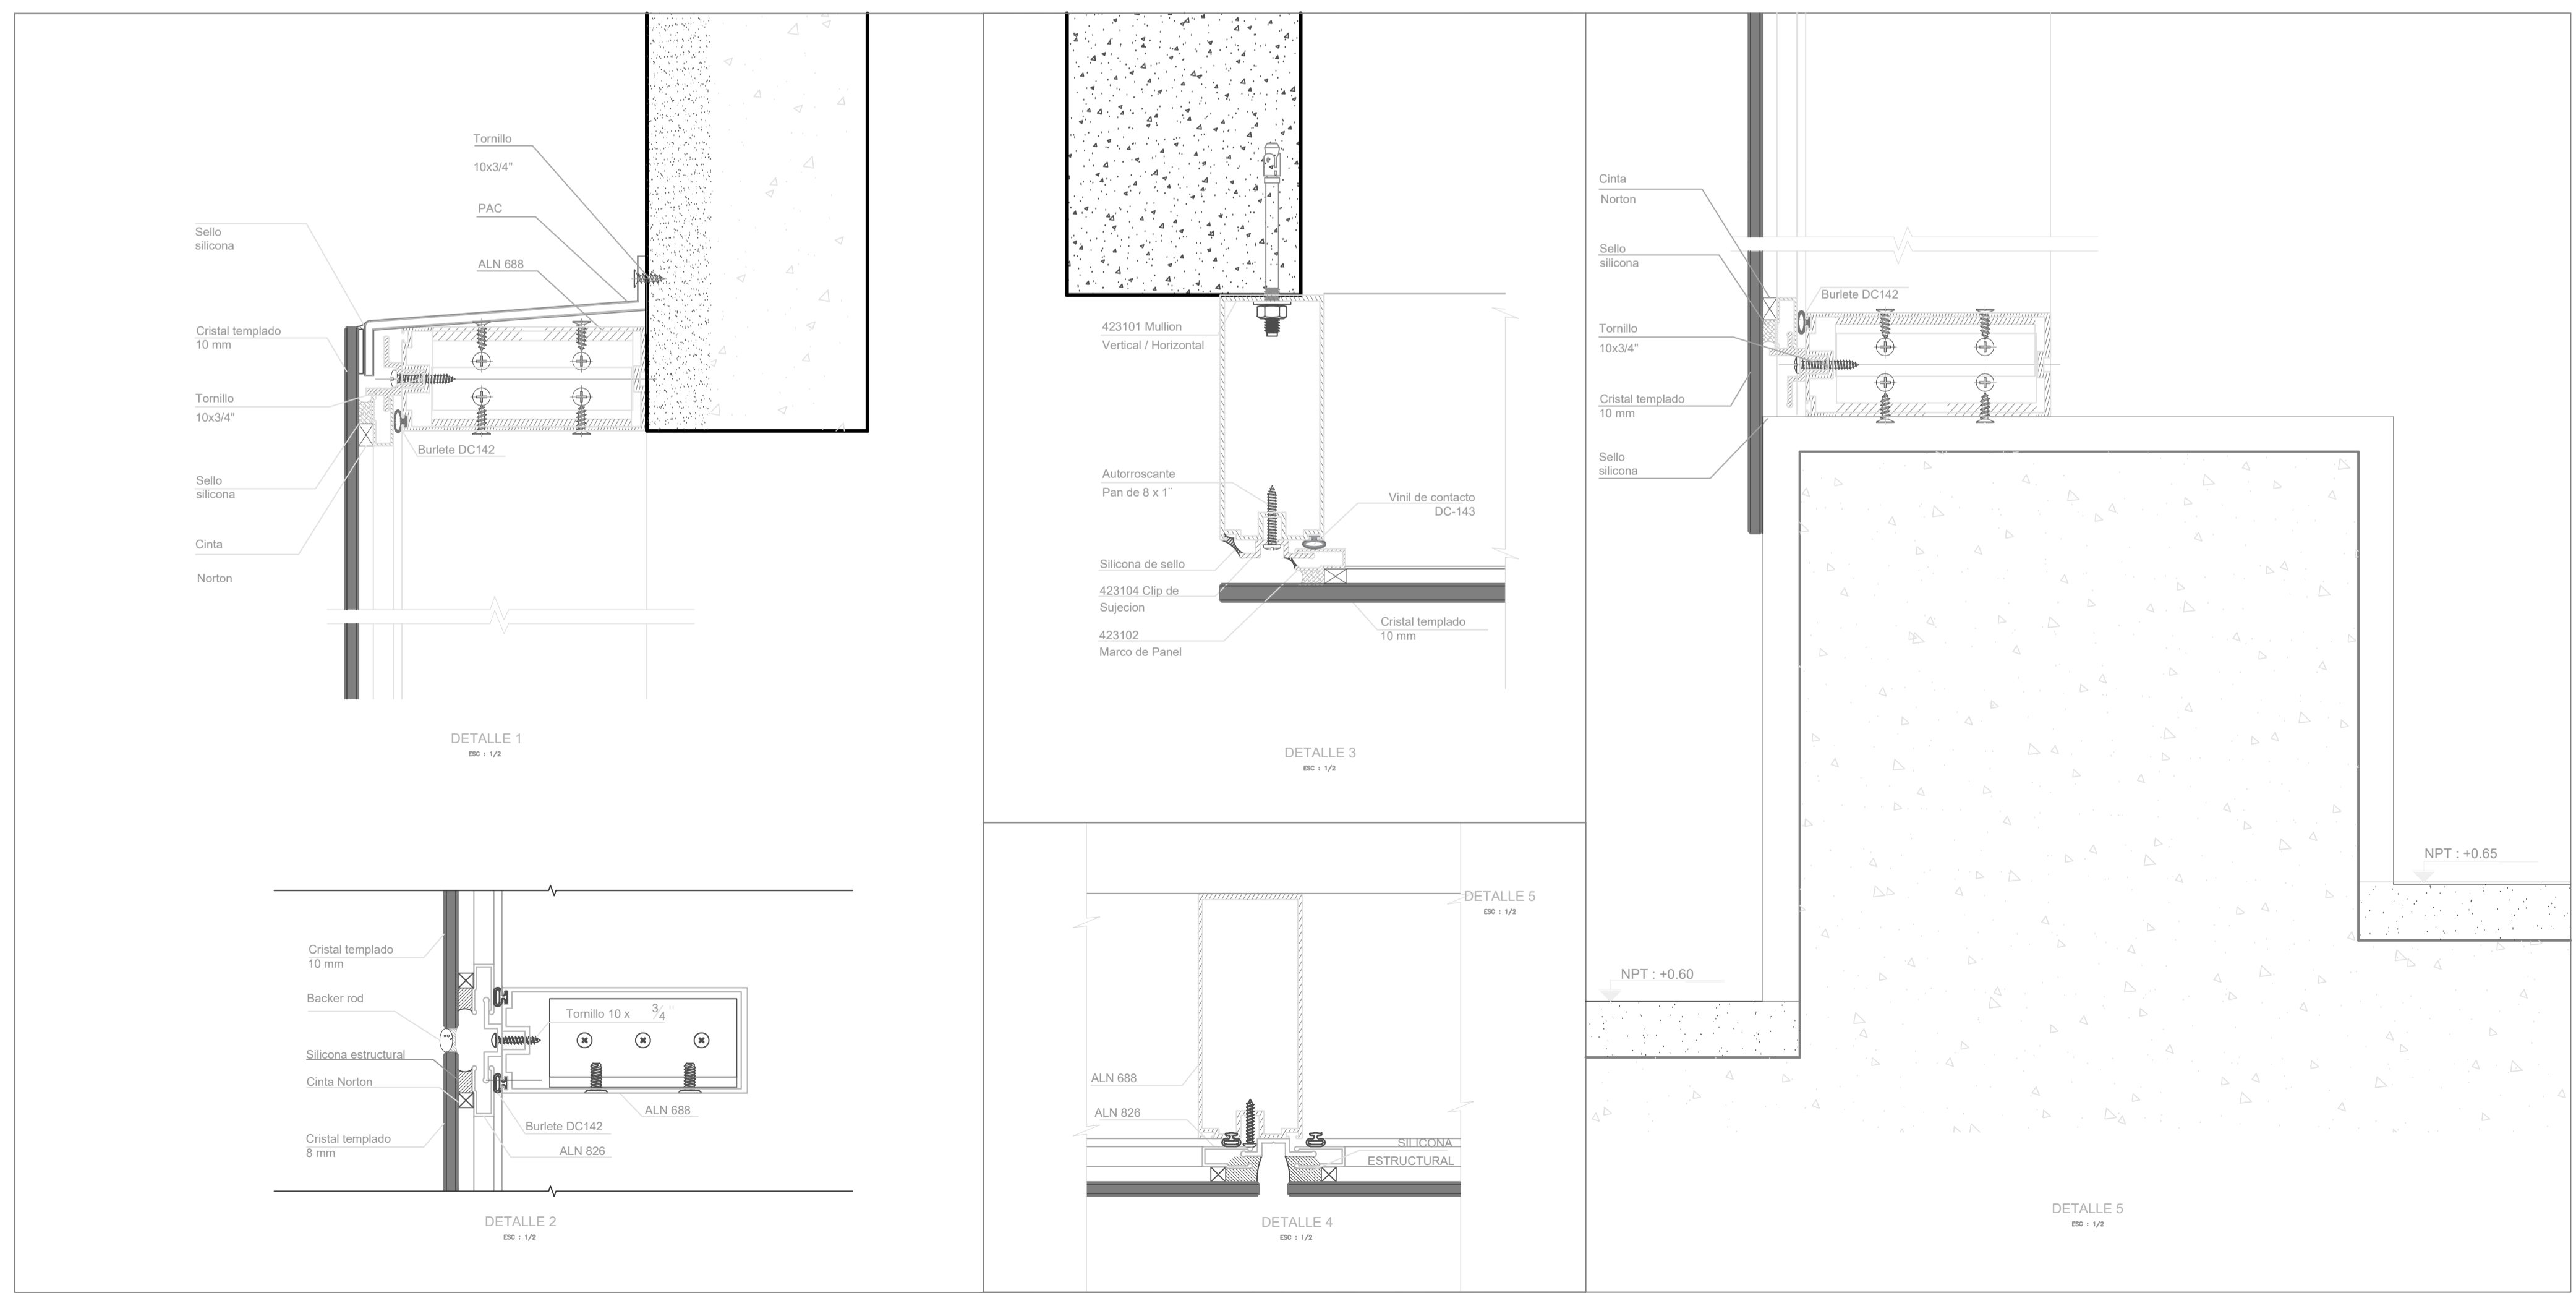 Tornillo
10x3/4"
PAC
ALN 688
Sello
silicona
Cristal templado
10 mm
Tornillo
10x3/4"
Burlete DC142
Sello
silicona
Cinta
Norton
DETALLE 1
ESC : 1/2
Cristal templado
10 mm
Backer rod
Tornillo 10 x 3/4"
Silicona estructural
Cinta Norton
ALN 688
Burlete DC142
Cristal templado
8 mm
ALN 826
DETALLE 2
ESC : 1/2
423101 Mullion
Vertical / Horizontal
Autorroscante
Pan de 8 x 1"
Vinil de contacto
DC-143
Silicona de sello
423104 Clip de
Sujecion
423102
Marco de Panel
Cristal templado
10 mm
DETALLE 3
ESC : 1/2
DETALLE 5
ESC : 1/2
ALN 688
ALN 826
SILICONA
ESTRUCTURAL
DETALLE 4
ESC : 1/2
Cinta
Norton
Sello
silicona
Burlete DC142
Tornillo
10x3/4"
Cristal templado
10 mm
Sello
silicona
NPT : +0.65
NPT : +0.60
DETALLE 5
ESC : 1/2